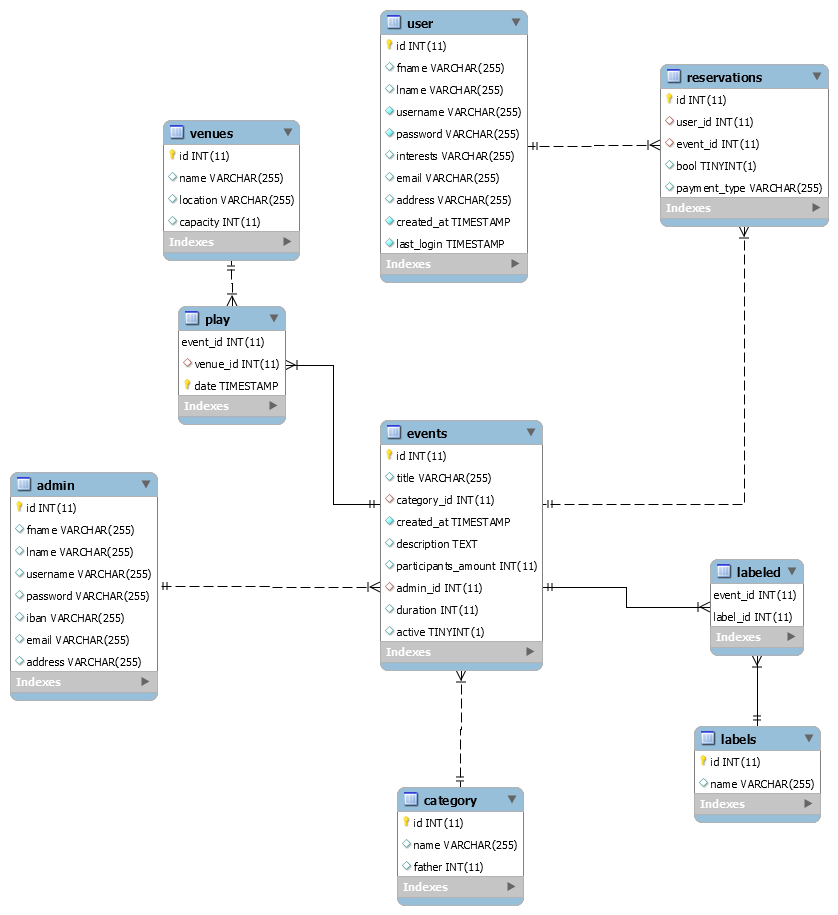 user
id INT(11)
fname VARCHAR(255)
lname VARCHAR(255)
username VARCHAR(255)
password VARCHAR(255)
interests VARCHAR(255)
email VARCHAR(255)
address VARCHAR(255)
created_at TIMESTAMP
last_login TIMESTAMP
Indexes
reservations
id INT(11)
user_id INT(11)
event_id INT(11)
bool TINYINT(1)
payment_type VARCHAR(255)
Indexes
venues
id INT(11)
name VARCHAR(255)
location VARCHAR(255)
capacity INT(11)
Indexes
play
event_id INT(11)
venue_id INT(11)
date TIMESTAMP
Indexes
events
id INT(11)
title VARCHAR(255)
category_id INT(11)
created_at TIMESTAMP
description TEXT
participants_amount INT(11)
admin_id INT(11)
duration INT(11)
active TINYINT(1)
Indexes
admin
id INT(11)
fname VARCHAR(255)
lname VARCHAR(255)
username VARCHAR(255)
password VARCHAR(255)
iban VARCHAR(255)
email VARCHAR(255)
address VARCHAR(255)
Indexes
labeled
event_id INT(11)
label_id INT(11)
Indexes
labels
id INT(11)
name VARCHAR(255)
Indexes
category
id INT(11)
name VARCHAR(255)
father INT(11)
Indexes